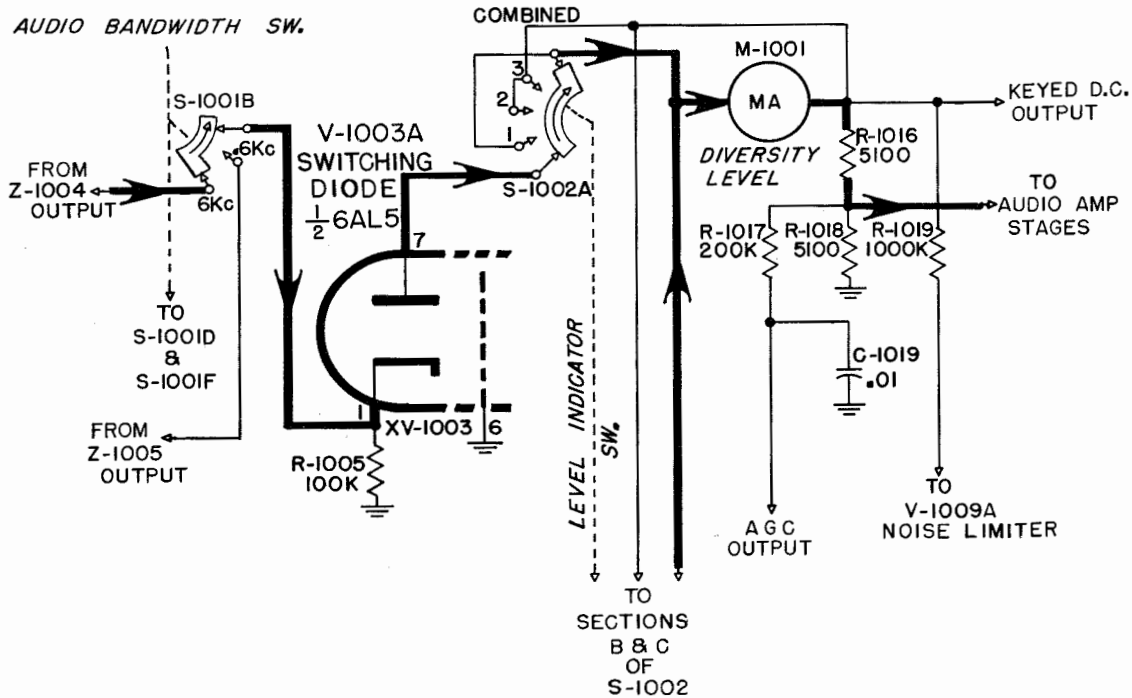 AUDIO BANDWIDTH SW.
S-1001B
.6Kc
6Kc
FROM
Z-1004
OUTPUT
TO
S-1001D
&
S-1001F
FROM
Z-1005
OUTPUT
V-1003A
SWITCHING
DIODE
1/2 6AL5
7
1
XV-1003
6
R-1005
100K
COMBINED
3
2
1
S-1002A
LEVEL INDICATOR
SW.
M-1001
MA
DIVERSITY
LEVEL
KEYED D.C.
OUTPUT
R-1016
5100
TO
AUDIO AMP
STAGES
R-1017
200K
R-1018
5100
R-1019
1000K
C-1019
.01
AGC
OUTPUT
TO
V-1009A
NOISE LIMITER
TO
SECTIONS
B & C
OF
S-1002